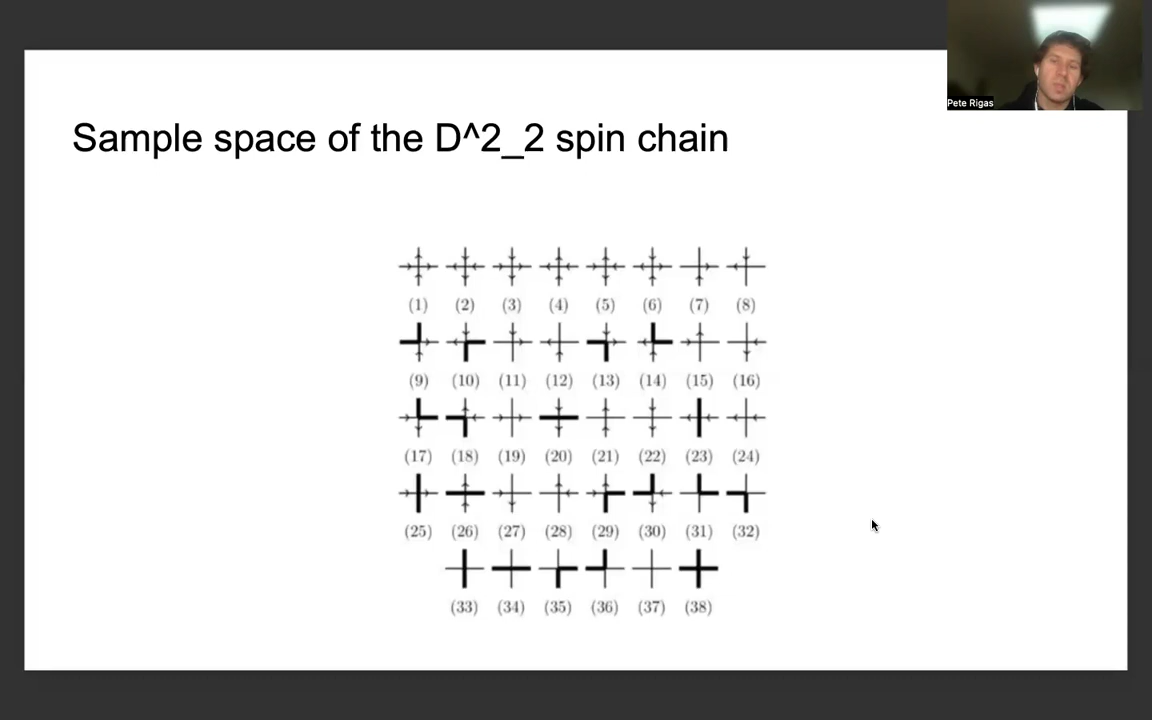 Pete Rigas
Sample space of the D^2_2 spin chain
(1) (2) (3) (4) (5) (6) (7) (8)
(9) (10) (11) (12) (13) (14) (15) (16)
(17) (18) (19) (20) (21) (22) (23) (24)
(25) (26) (27) (28) (29) (30) (31) (32)
(33) (34) (35) (36) (37) (38)